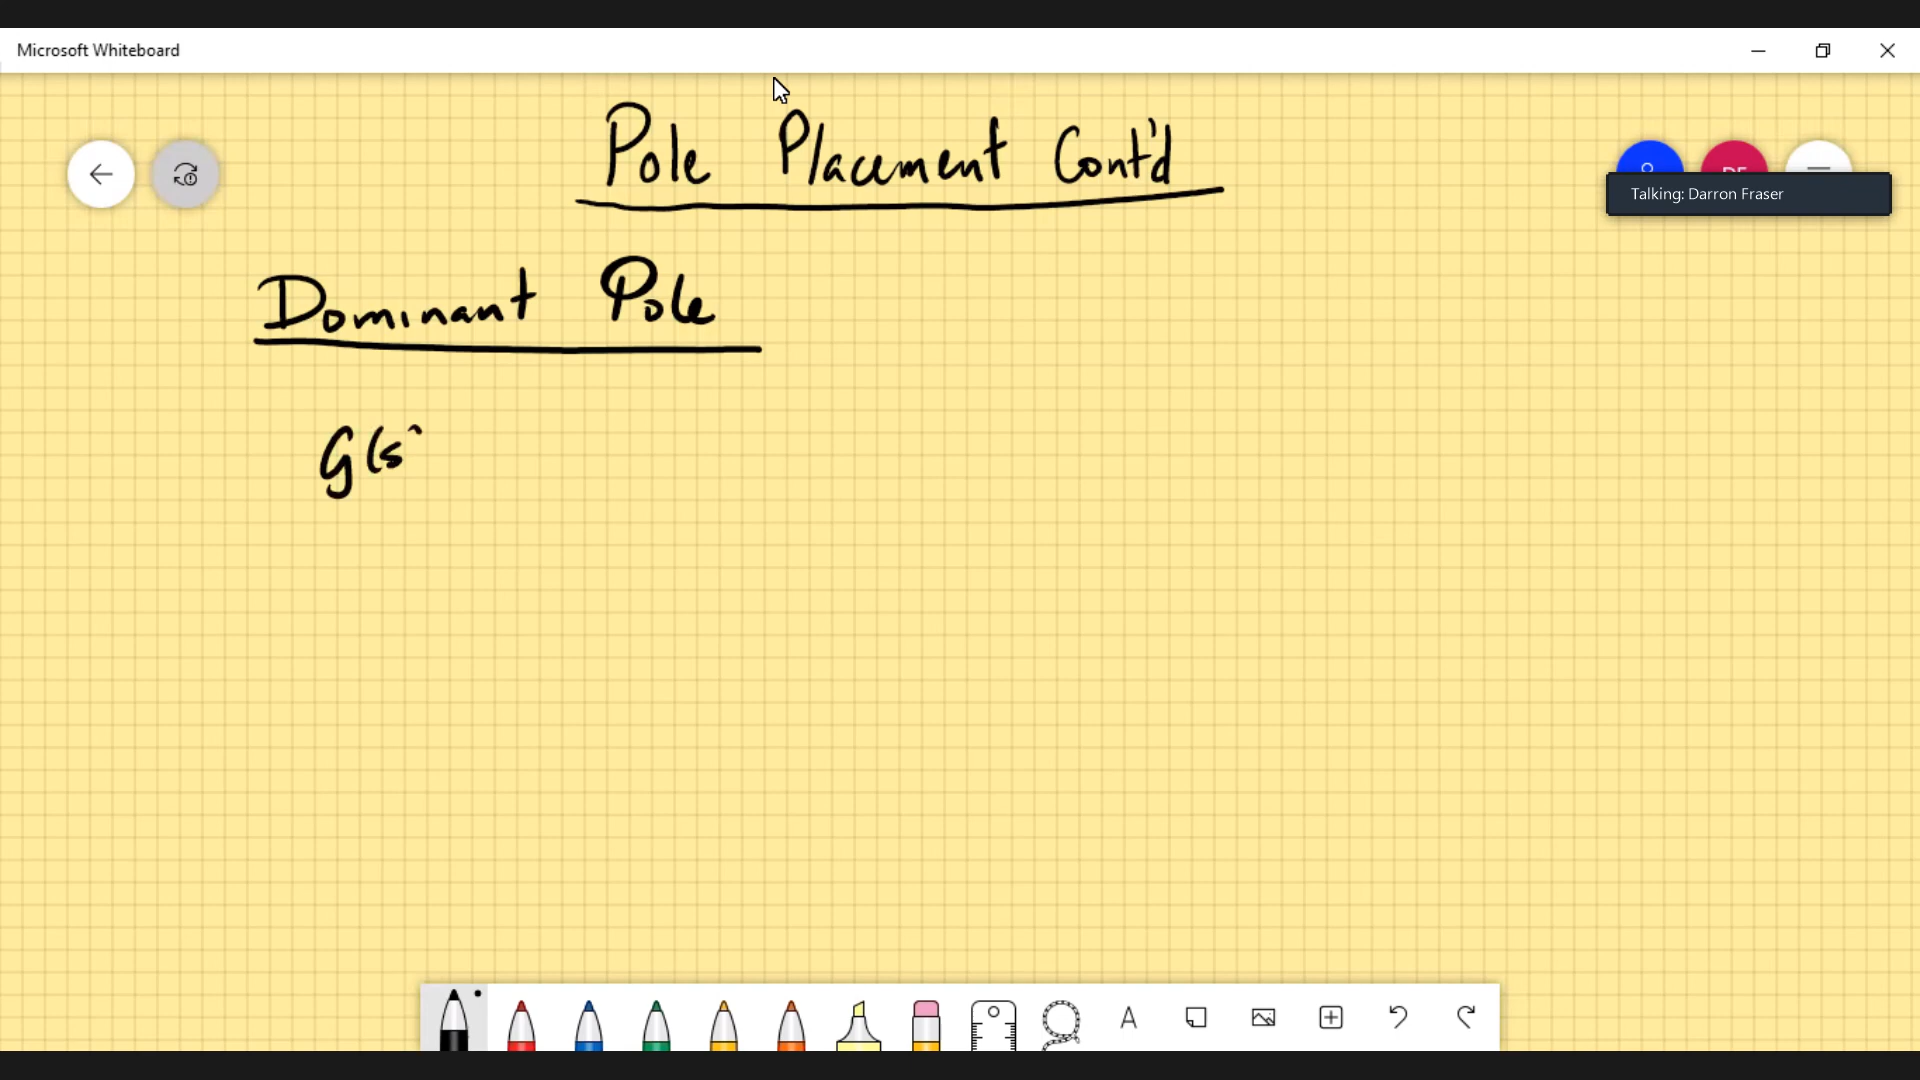 Microsoft Whiteboard
Pole Placement Cont'd
Talking: Darron Fraser
Dominant Pole
G(s)